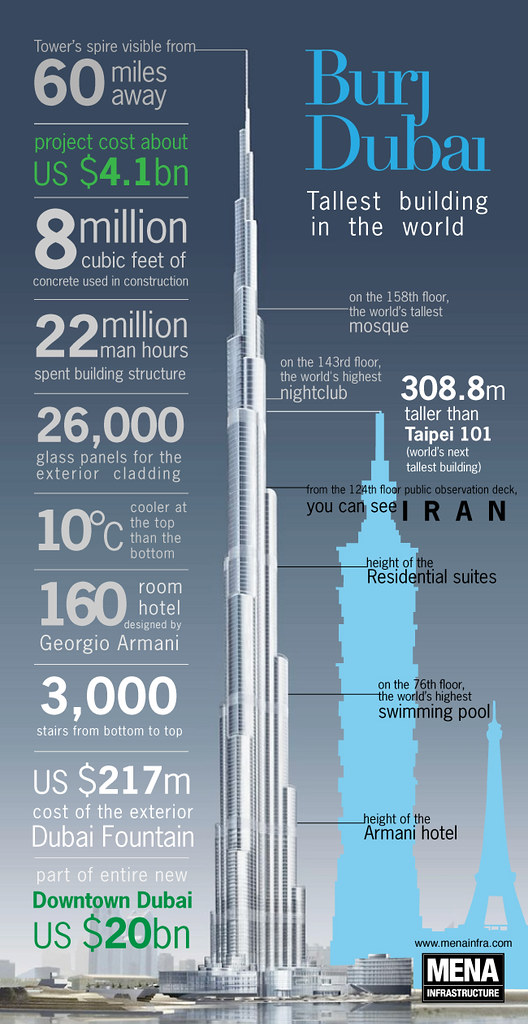 Tower's spire visible from
60 miles
away
project cost about
US $4.1bn
8 million
cubic feet of
concrete used in construction
22 million
man hours
spent building structure
26,000
glass panels for the
exterior cladding
10°C cooler at
the top
than the
bottom
160 room
hotel
designed by
Georgio Armani
3,000
stairs from bottom to top
US $217m
cost of the exterior
Dubai Fountain
part of entire new
Downtown Dubai
US $20bn
Burj
Dubai
Tallest building
in the world
on the 158th floor,
the world's tallest
mosque
on the 143rd floor,
the world's highest
nightclub
308.8m
taller than
Taipei 101
(world's next
tallest building)
from the 124th floor public observation deck,
you can see IRAN
height of the
Residential suites
on the 76th floor,
the world's highest
swimming pool
height of the
Armani hotel
www.menainfra.com
MENA
INFRASTRUCTURE